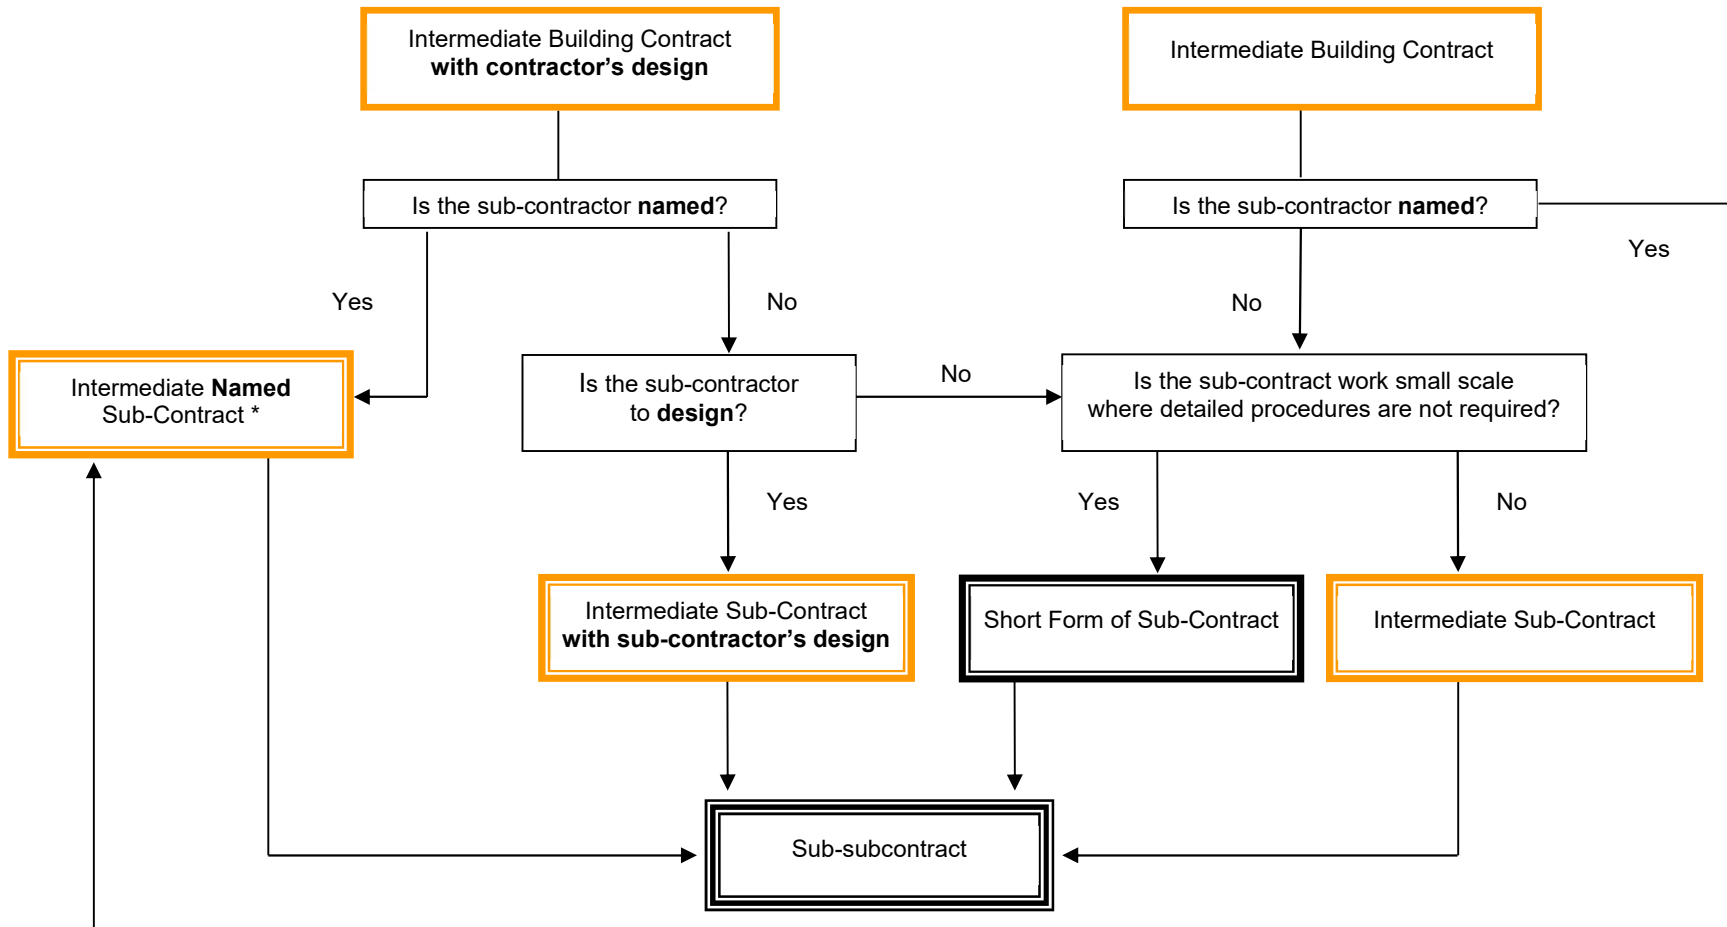 Intermediate Building Contract
with contractor’s design
Intermediate Building Contract
Is the sub-contractor named?
Is the sub-contractor named?
Yes
Yes
No
No
Intermediate Named
Sub-Contract *
Is the sub-contractor
to design?
No
Is the sub-contract work small scale
where detailed procedures are not required?
Yes
Yes
No
Intermediate Sub-Contract
with sub-contractor’s design
Short Form of Sub-Contract
Intermediate Sub-Contract
Sub-subcontract